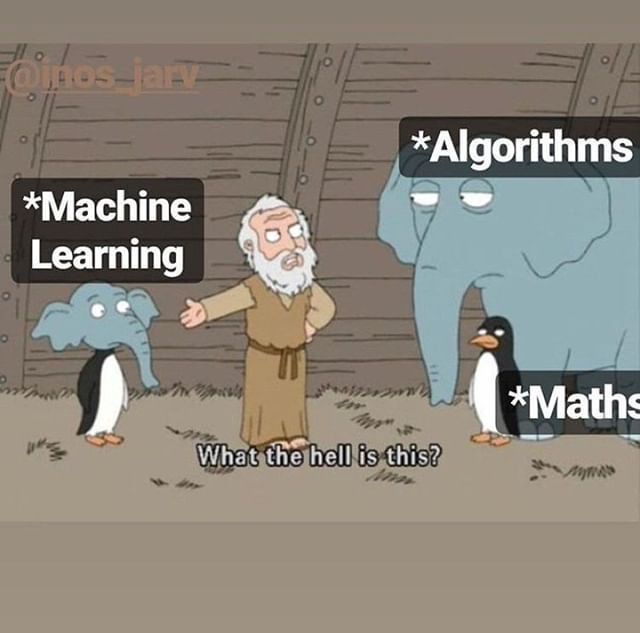 @inos_jarv
*Algorithms
*Machine
Learning
*Maths
What the hell is this?